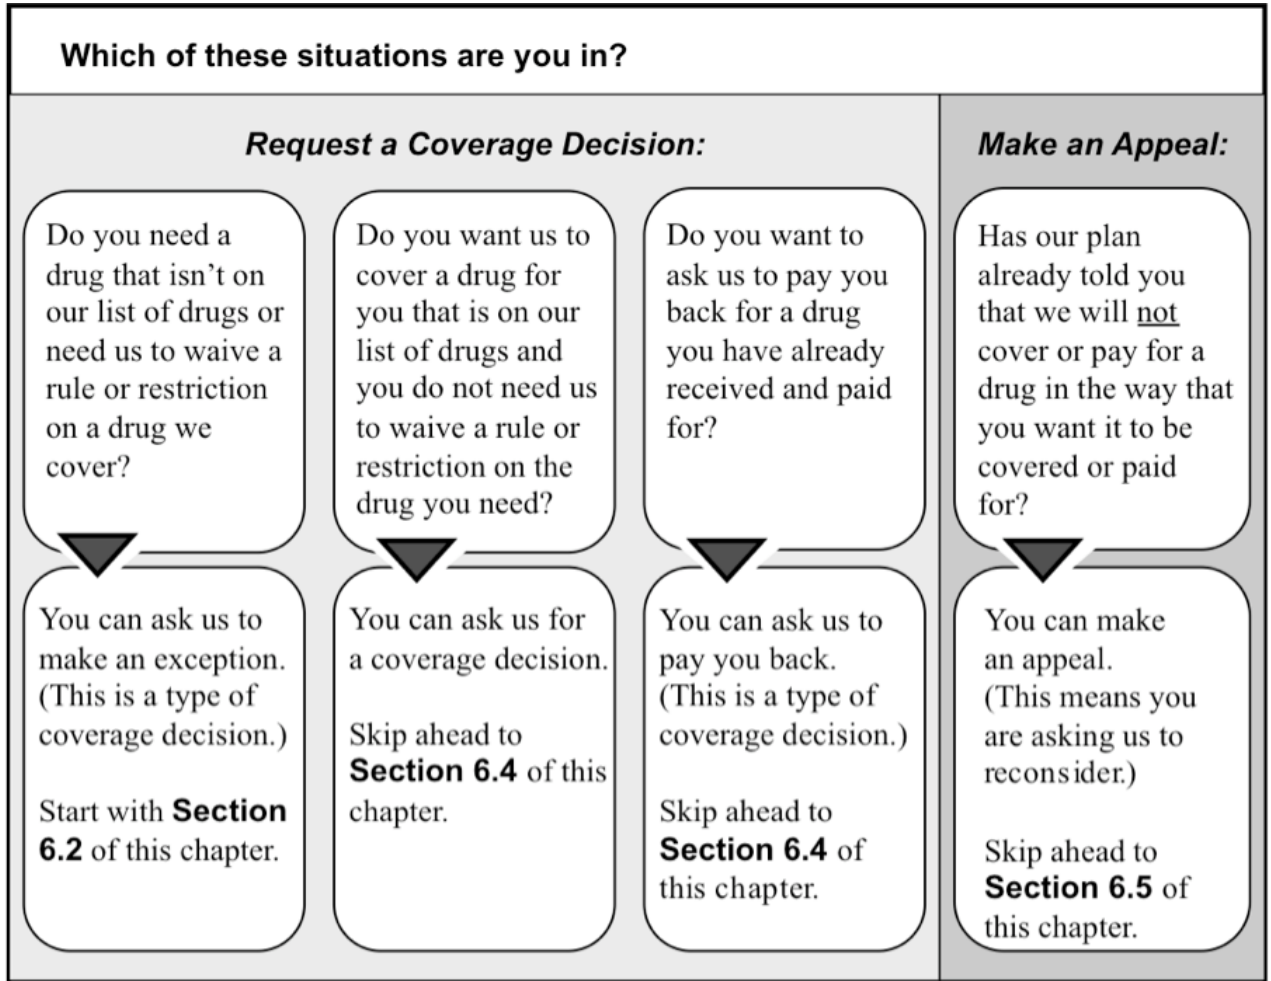 Which of these situations are you in?
Request a Coverage Decision:
Make an Appeal:
Do you need a
drug that isn’t on
our list of drugs or
need us to waive a
rule or restriction
on a drug we
cover?
You can ask us to
make an exception.
(This is a type of
coverage decision.)
Start with Section
6.2 of this chapter.
Do you want us to
cover a drug for
you that is on our
list of drugs and
you do not need us
to waive a rule or
restriction on the
drug you need?
You can ask us for
a coverage decision.
Skip ahead to
Section 6.4 of this
chapter.
Do you want to
ask us to pay you
back for a drug
you have already
received and paid
for?
You can ask us to
pay you back.
(This is a type of
coverage decision.)
Skip ahead to
Section 6.4 of
this chapter.
Has our plan
already told you
that we will not
cover or pay for a
drug in the way that
you want it to be
covered or paid
for?
You can make
an appeal.
(This means you
are asking us to
reconsider.)
Skip ahead to
Section 6.5 of
this chapter.